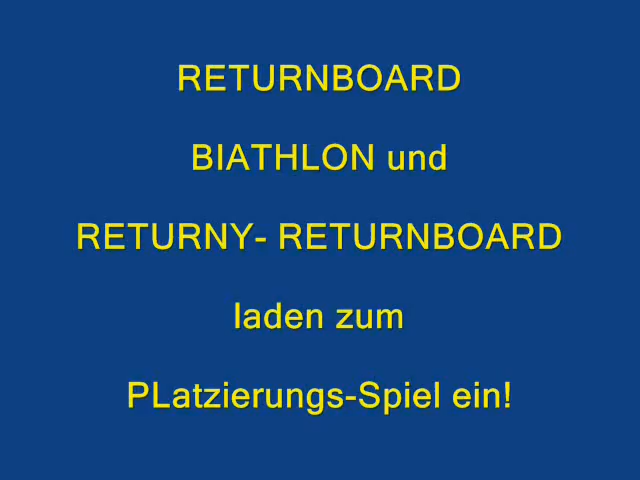 RETURNBOARD
BIATHLON und
RETURNY- RETURNBOARD
laden zum
PLatzierungs-Spiel ein!